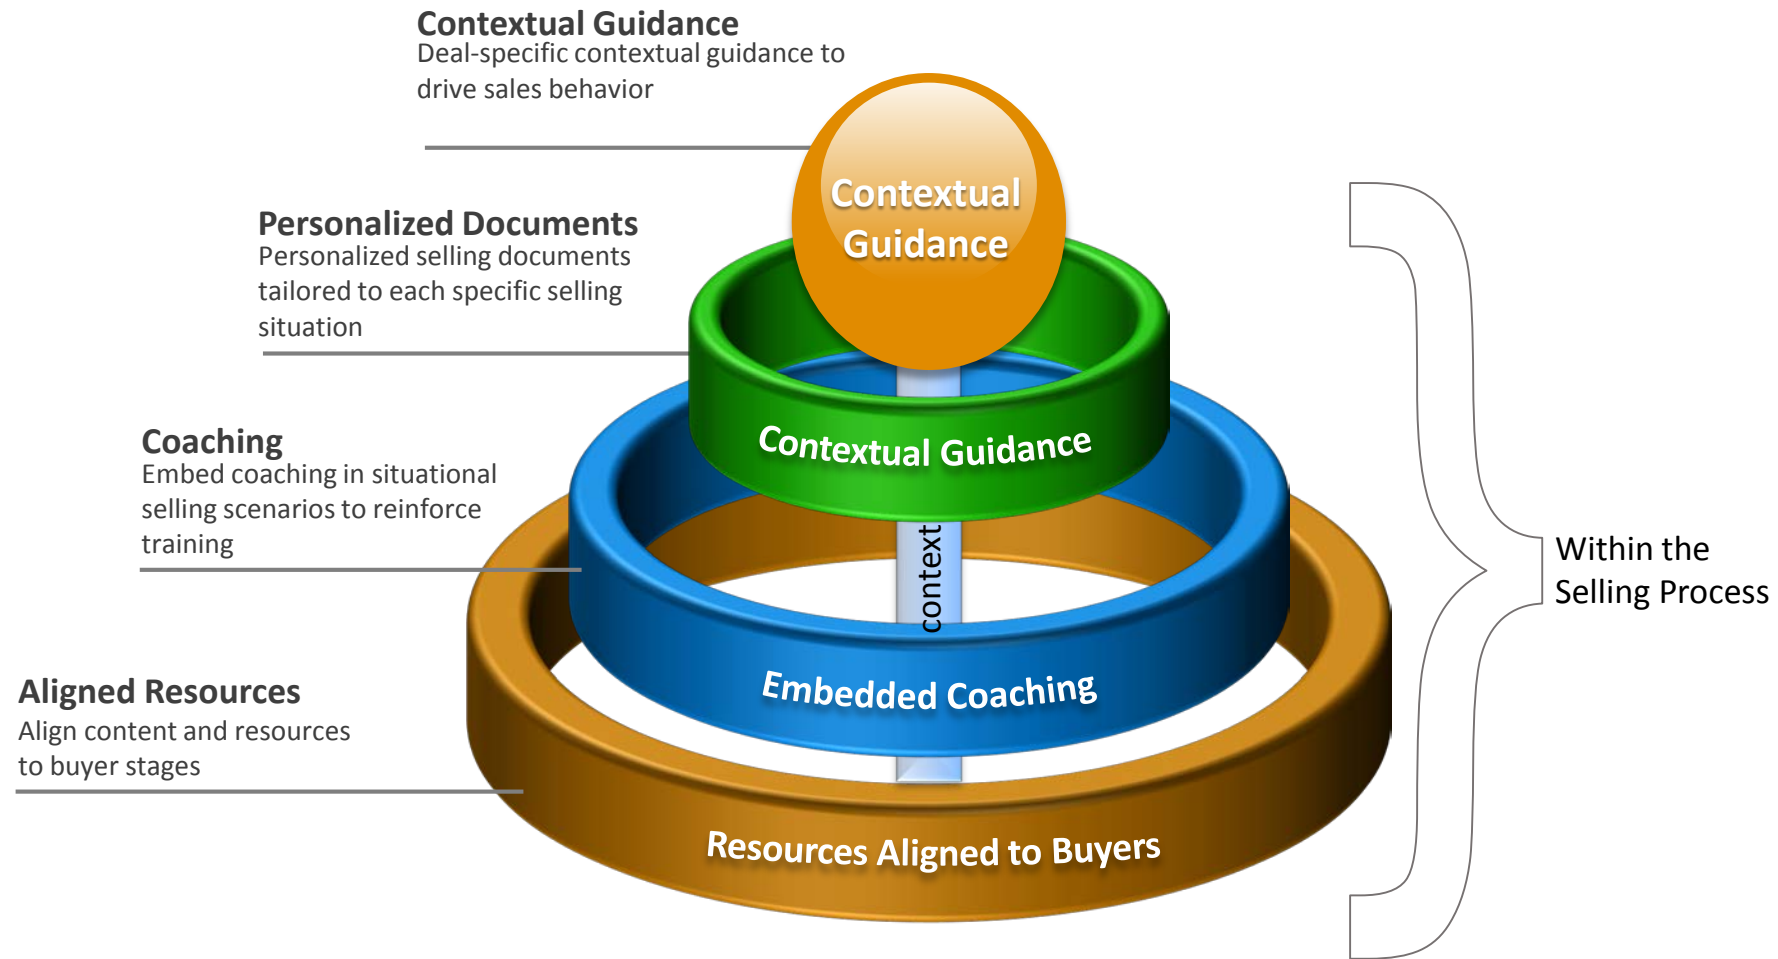 Contextual Guidance
Deal-specific contextual guidance to
drive sales behavior
Contextual
Guidance
Personalized Documents
Personalized selling documents
tailored to each specific selling
situation
Contextual Guidance
Coaching
Embed coaching in situational
selling scenarios to reinforce
training
context
Within the
Selling Process
Embedded Coaching
Aligned Resources
Align content and resources
to buyer stages
Resources Aligned to Buyers